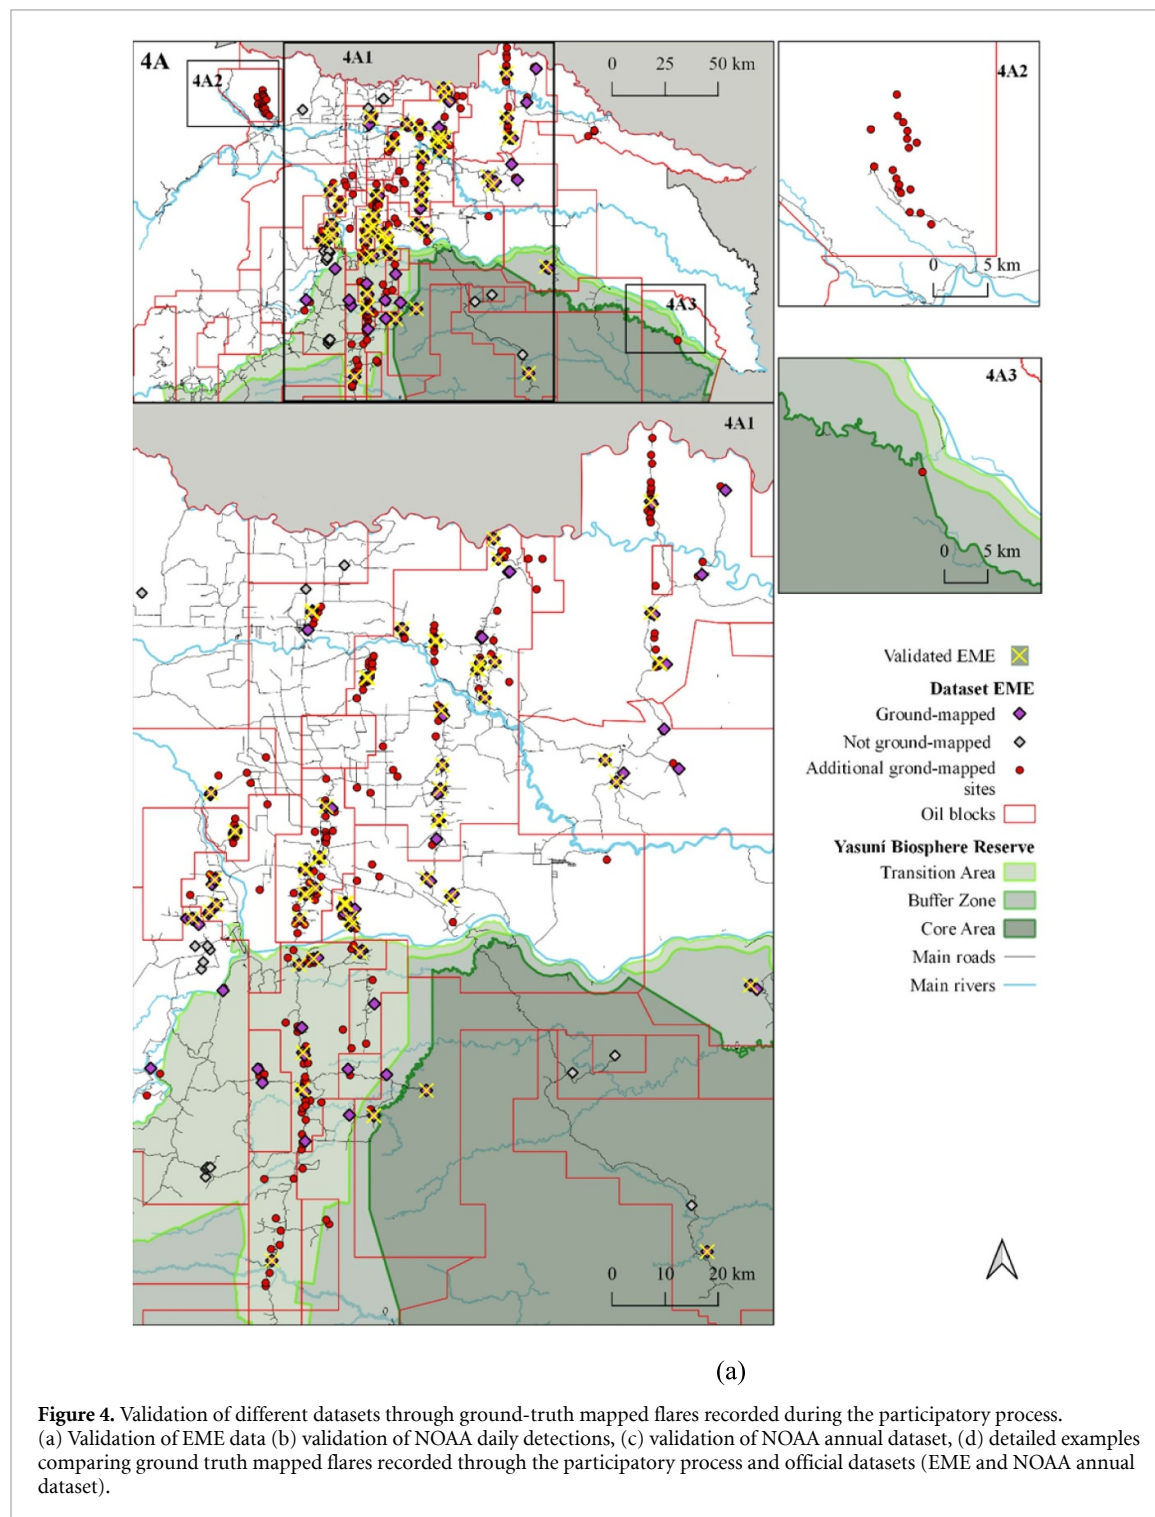 4A
4A1
4A2
0 25 50 km
4A3
4A2
0 5 km
4A3
0 5 km
4A1
0 10 20 km
0
Validated EME
Dataset EME
Ground-mapped
Not ground-mapped
Additional grond-mapped
sites
Oil blocks
Yasuní Biosphere Reserve
Transition Area
Buffer Zone
Core Area
Main roads
Main rivers
(a)
Figure 4. Validation of different datasets through ground-truth mapped flares recorded during the participatory process.
(a) Validation of EME data (b) validation of NOAA daily detections, (c) validation of NOAA annual dataset, (d) detailed examples
comparing ground truth mapped flares recorded through the participatory process and official datasets (EME and NOAA annual
dataset).